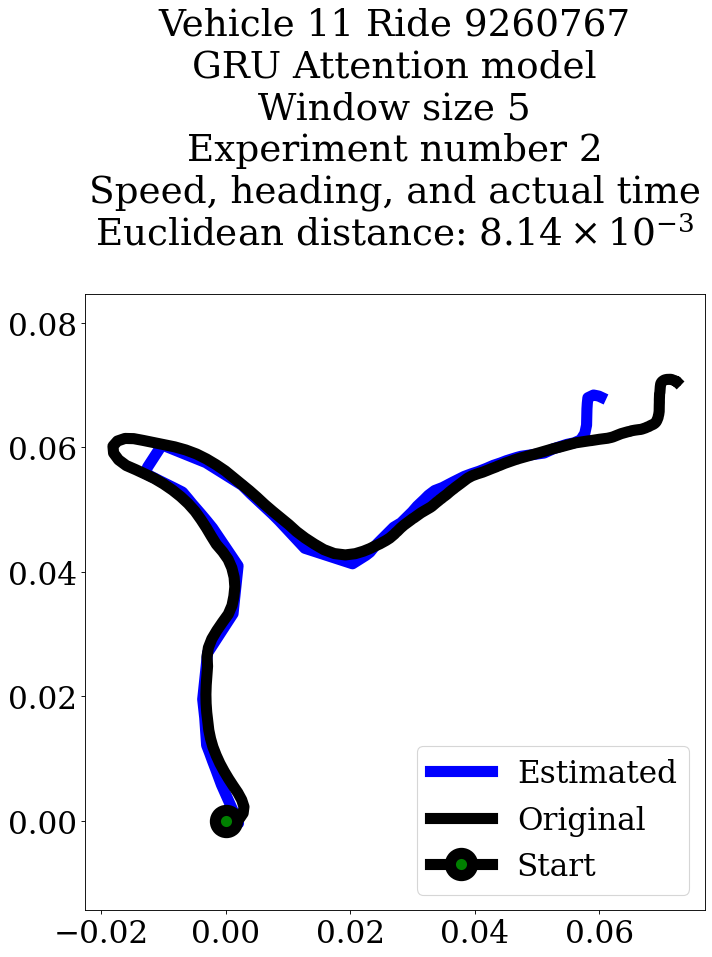 Vehicle 11 Ride 9260767
GRU Attention model
Window size 5
Experiment number 2
Speed, heading, and actual time
Euclidean distance: 8.14 × 10⁻³
0.08
0.06
0.04
0.02
0.00
Estimated
Original
Start
−0.02 0.00 0.02 0.04 0.06